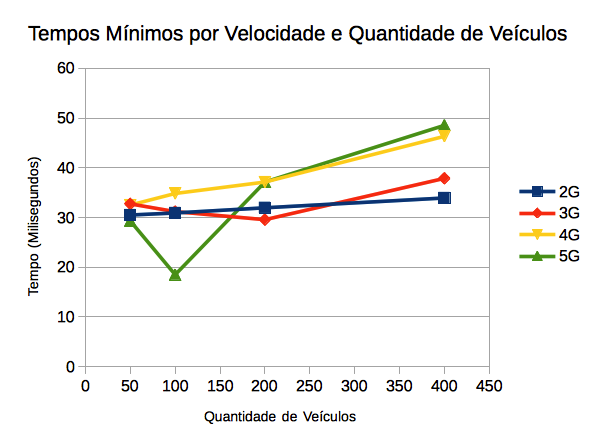 Tempos Mínimos por Velocidade e Quantidade de Veículos
60
50
40
30
20
10
0
Tempo (Milisegundos)
0 50 100 150 200 250 300 350 400 450
Quantidade de Veículos
2G
3G
4G
5G